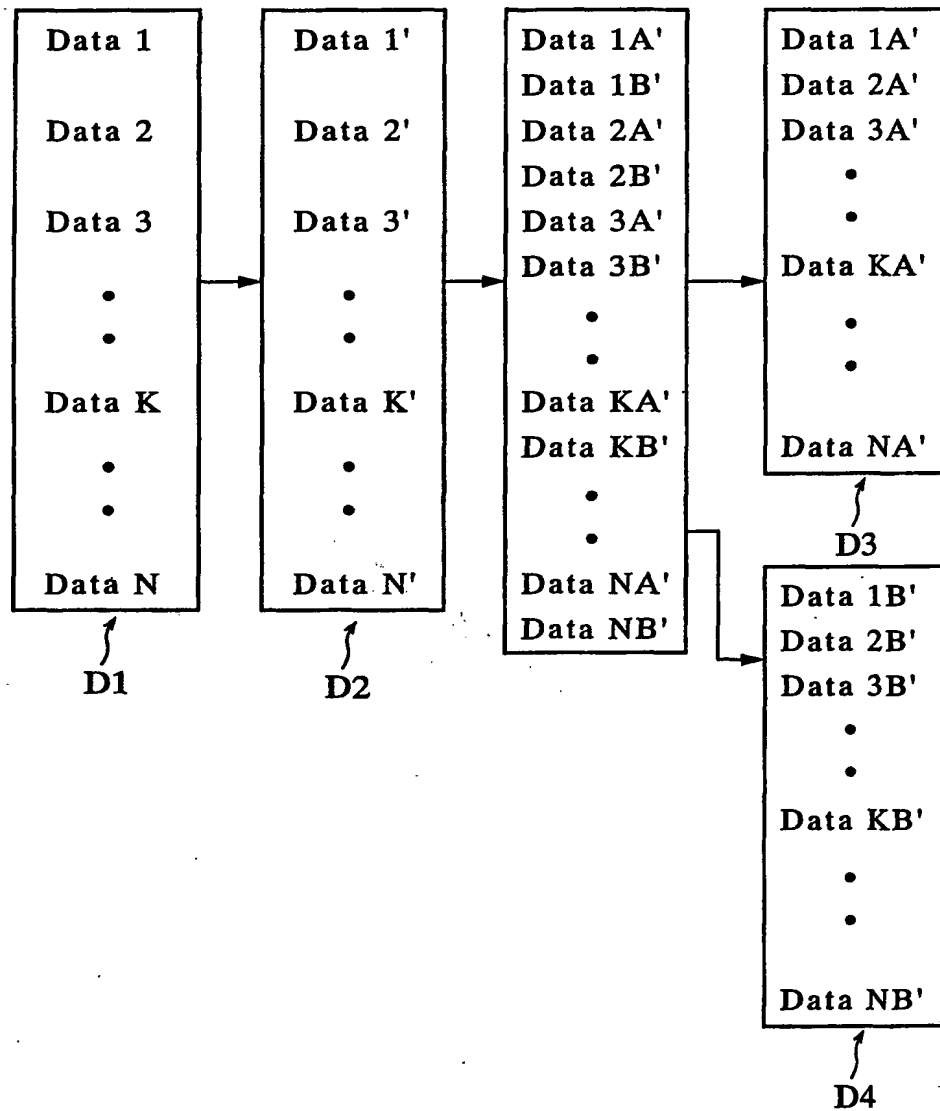 Data 1
Data 2
Data 3
Data K
Data N
D1
Data 1'
Data 2'
Data 3'
Data K'
Data N'
D2
Data 1A'
Data 1B'
Data 2A'
Data 2B'
Data 3A'
Data 3B'
Data KA'
Data KB'
Data NA'
Data NB'
Data 1A'
Data 2A'
Data 3A'
Data KA'
Data NA'
D3
Data 1B'
Data 2B'
Data 3B'
Data KB'
Data NB'
D4